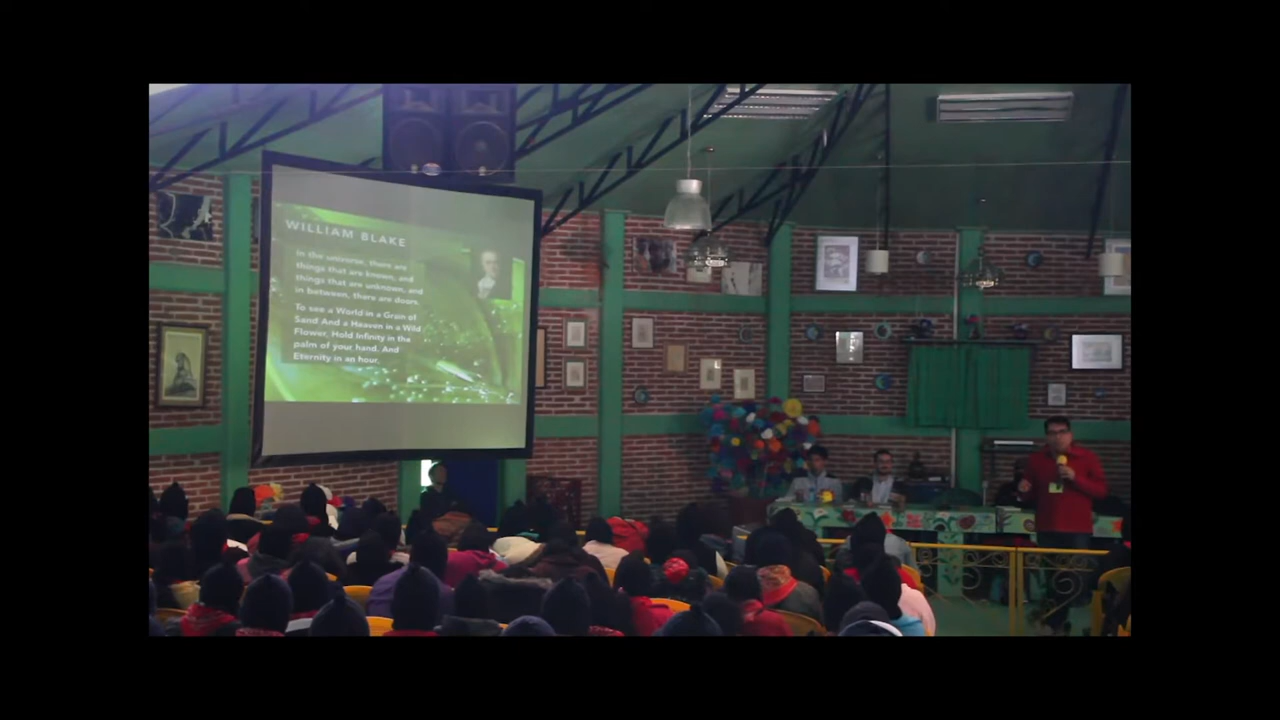 WILLIAM BLAKE
In the universe, there are
things that are known, and
things that are unknown, and
in between, there are doors.
To see a World in a Grain of
Sand And a Heaven in a Wild
Flower, Hold Infinity in the
palm of your hand. And
Eternity in an hour.